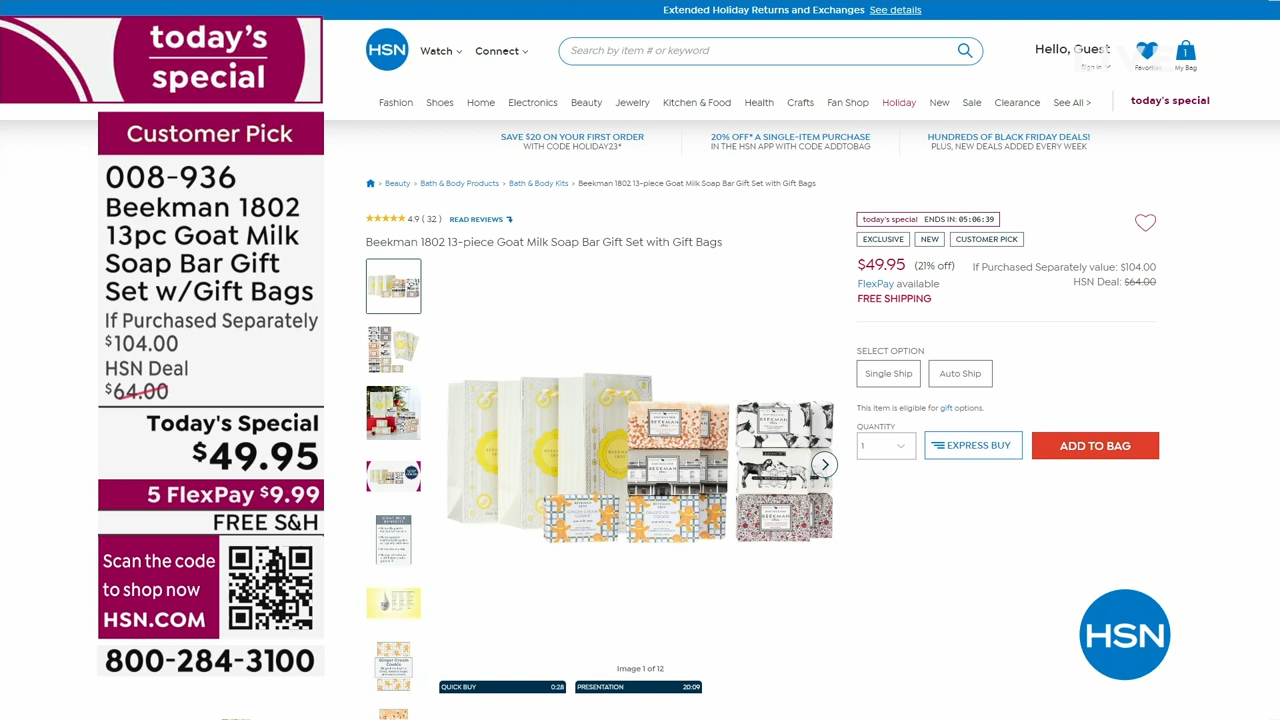 today's
special
Customer Pick
008-936
Beekman 1802
13pc Goat Milk
Soap Bar Gift
Set w/Gift Bags
If Purchased Separately
$104.00
HSN Deal
$64.00
Today's Special
$49.95
5 FlexPay $9.99
FREE S&H
Scan the code
to shop now
HSN.COM
800-284-3100
Extended Holiday Returns and Exchanges See details
HSN
Watch
Connect
Search by item # or keyword
Hello, Guest
Sign In
Favorites
1
My Bag
Fashion Shoes Home Electronics Beauty Jewelry Kitchen & Food Health Crafts Fan Shop Holiday New Sale Clearance See All > today's special
SAVE $20 ON YOUR FIRST ORDER
WITH CODE HOLIDAY23*
20% OFF* A SINGLE-ITEM PURCHASE
IN THE HSN APP WITH CODE ADDTOBAG
HUNDREDS OF BLACK FRIDAY DEALS!
PLUS, NEW DEALS ADDED EVERY WEEK
> Beauty > Bath & Body Products > Bath & Body Kits > Beekman 1802 13-piece Goat Milk Soap Bar Gift Set with Gift Bags
4.9 ( 32 ) READ REVIEWS
Beekman 1802 13-piece Goat Milk Soap Bar Gift Set with Gift Bags
today's special ENDS IN: 05:06:39
EXCLUSIVE NEW CUSTOMER PICK
$49.95 (21% off)
If Purchased Separately value: $104.00
FlexPay available
HSN Deal: $64.00
FREE SHIPPING
SELECT OPTION
Single Ship Auto Ship
This item is eligible for gift options.
QUANTITY
1
EXPRESS BUY
ADD TO BAG
BEEKMAN
BEEKMAN
BEEKMAN
BEEKMAN
BEEKMAN
Ginger Cream
Cookie
Image 1 of 12
QUICK BUY 0:28
PRESENTATION 20:09
HSN